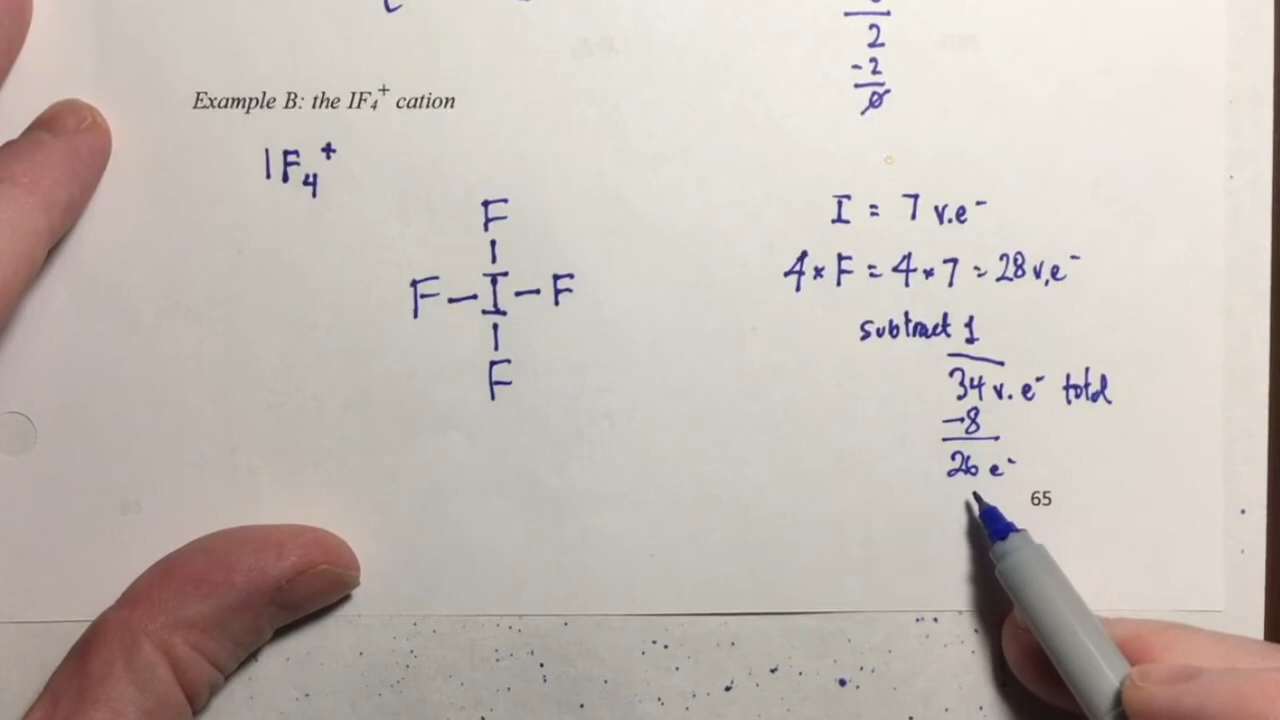 2
-2
0
Example B: the IF₄⁺ cation
IF₄⁺
F
F-I-F
F
I = 7 v.e⁻
4×F = 4×7 = 28 v.e⁻
subtract 1
34 v.e⁻ total
-8
26 e⁻
65